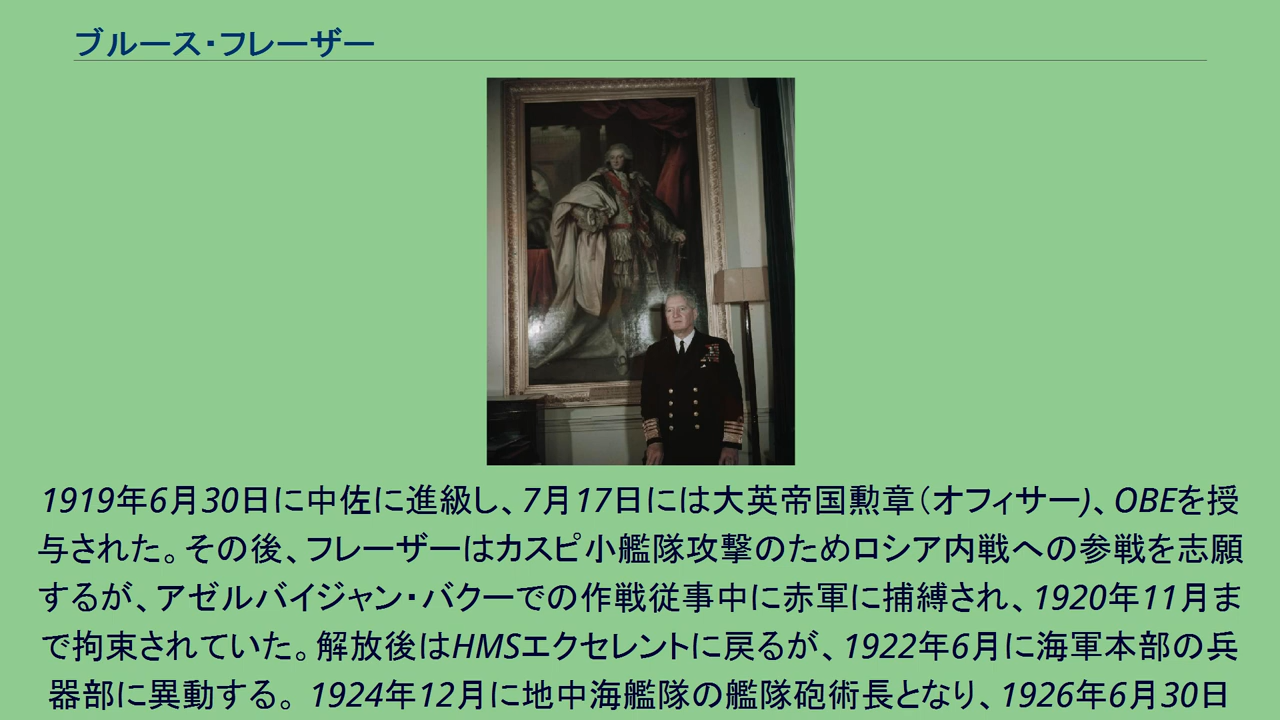 ブルース・フレーザー
1919年6月30日に中佐に進級し、7月17日には大英帝国勲章（オフィサー)、OBEを授
与された。その後、フレーザーはカスピ小艦隊攻撃のためロシア内戦への参戦を志願
するが、アゼルバイジャン・バクーでの作戦従事中に赤軍に捕縛され、1920年11月ま
で拘束されていた。解放後はHMSエクセレントに戻るが、1922年6月に海軍本部の兵
器部に異動する。1924年12月に地中海艦隊の艦隊砲術長となり、1926年6月30日